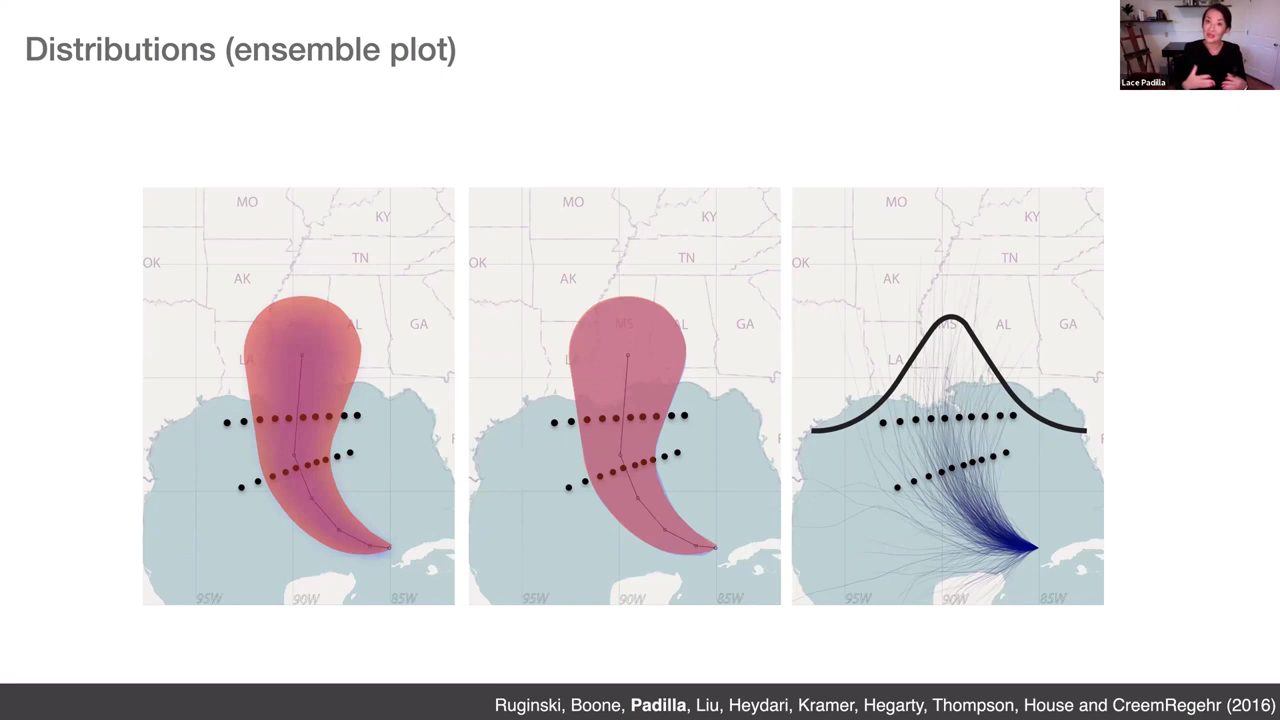 Distributions (ensemble plot)
Lace Padilla
MO
KY
OK
TN
AK
AL
GA
LA
95W
90W
85W
MO
KY
OK
TN
AK
MS
AL
GA
LA
95W
90W
85W
MO
KY
OK
TN
AK
MS
AL
GA
LA
95W
90W
85W
Ruginski, Boone, Padilla, Liu, Heydari, Kramer, Hegarty, Thompson, House and CreemRegehr (2016)